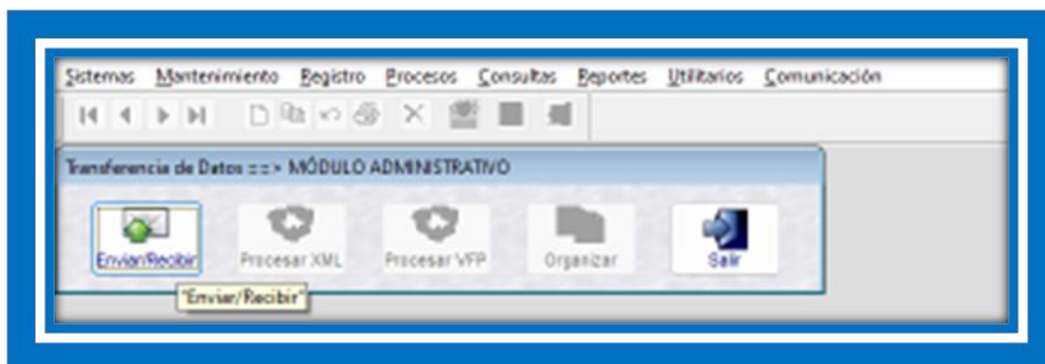 Sistemas Mantenimiento Registro Procesos Consultas Reportes Utilitarios Comunicación
Transferencia de Datos ==> MÓDULO ADMINISTRATIVO
Enviar/Recibir Procesar XML Procesar VFP Organizar Salir
"Enviar/Recibir"